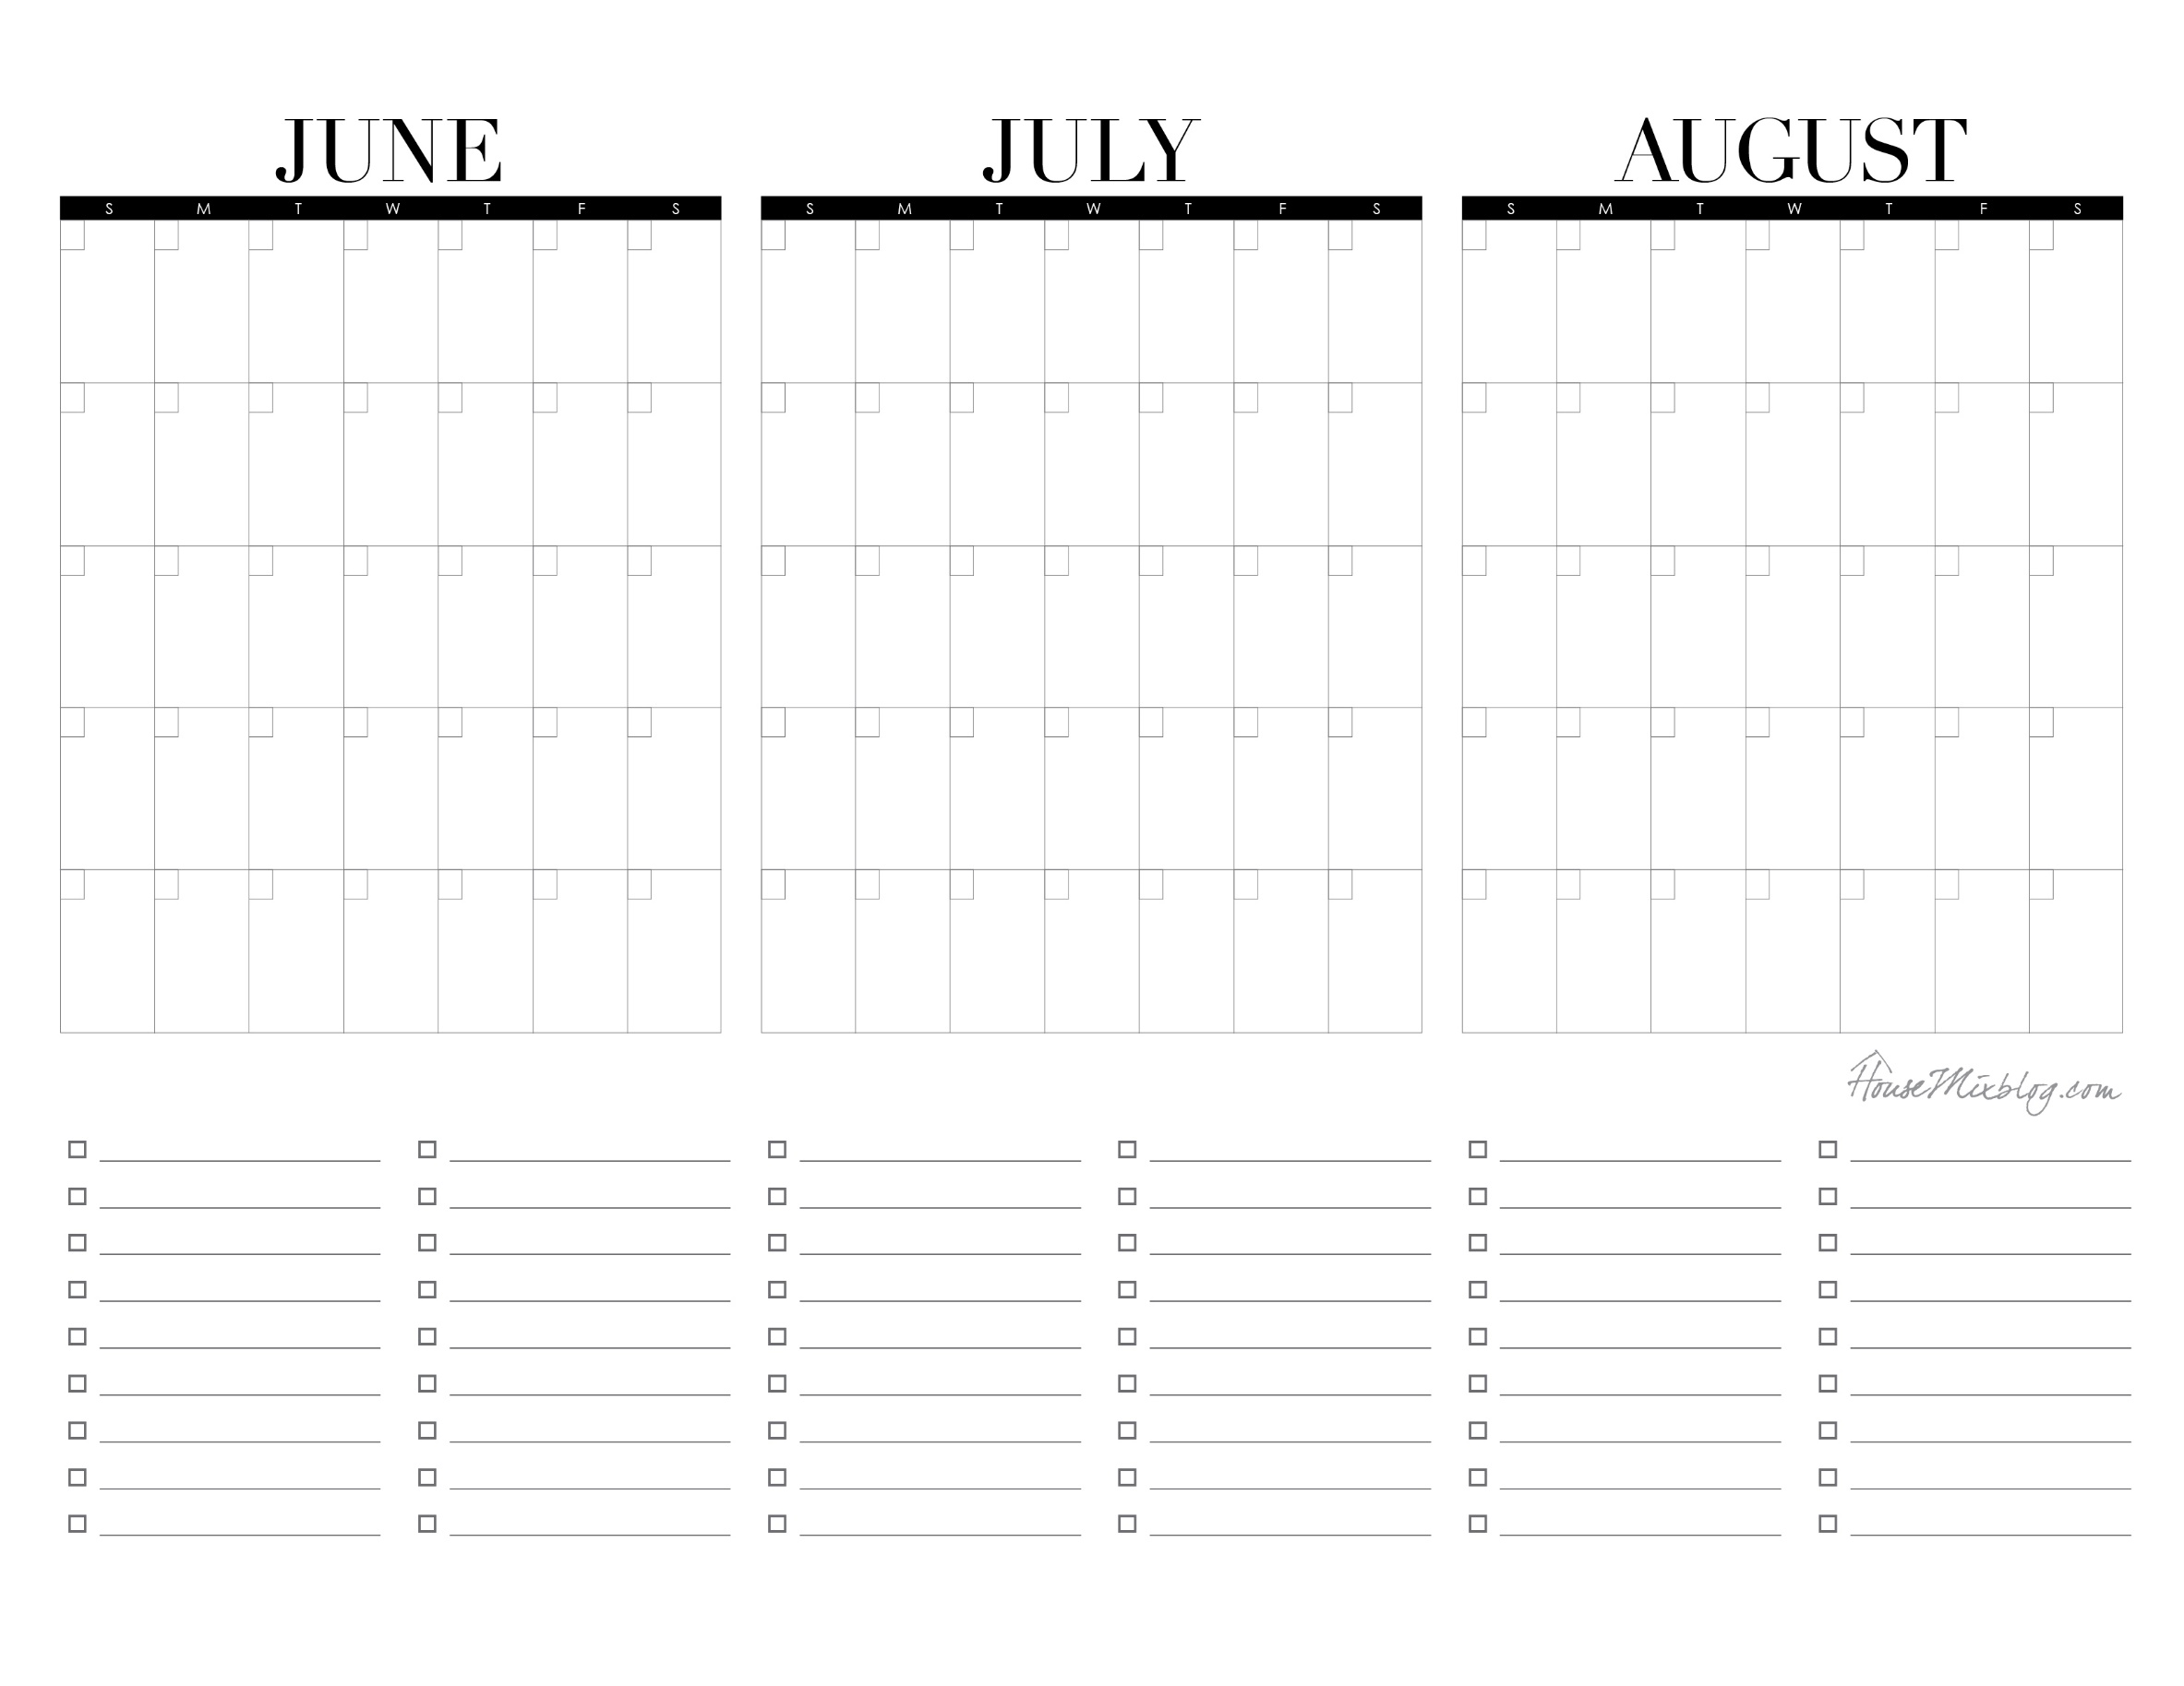 JUNE
S M T W T F S
JULY
S M T W T F S
AUGUST
S M T W T F S
HouseMixblog.com